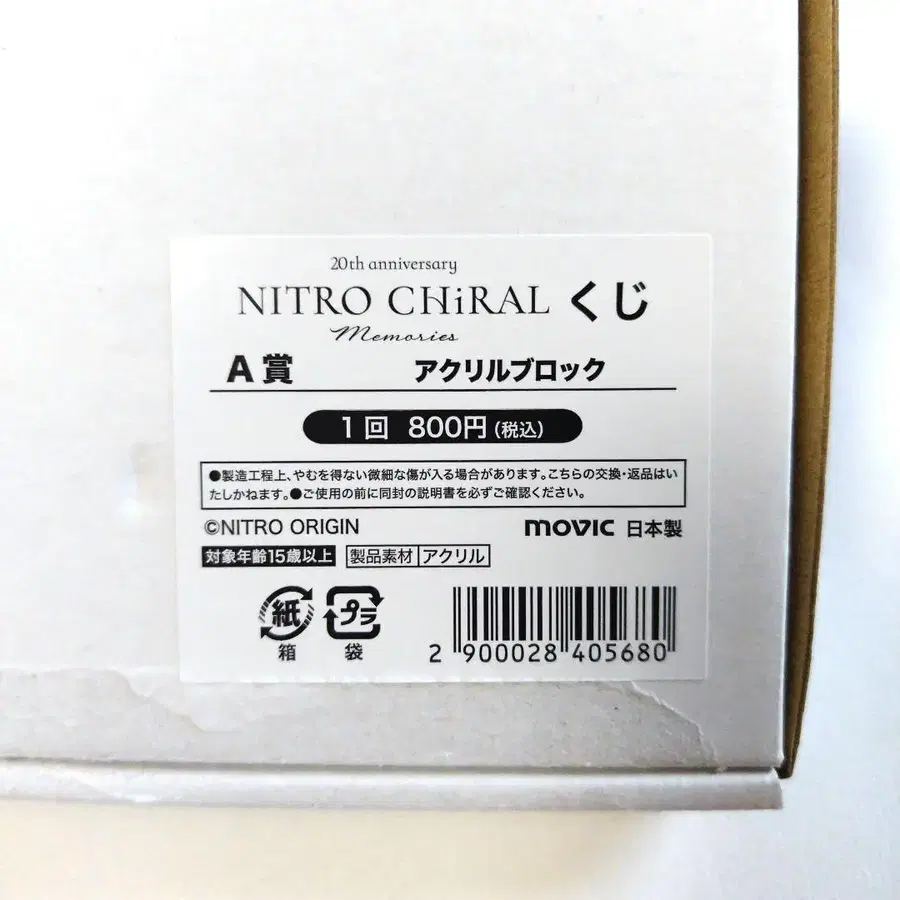 20th anniversary
NITRO CHiRAL くじ
Memories
A賞 アクリルブロック
1回 800円(税込)
●製造工程上、やむを得ない微細な傷が入る場合があります。こちらの交換・返品はい
たしかねます。●ご使用の前に同封の説明書を必ずご確認ください。
©NITRO ORIGIN movic 日本製
対象年齢15歳以上 製品素材 アクリル
紙 プラ
箱 袋
2 900028 405680